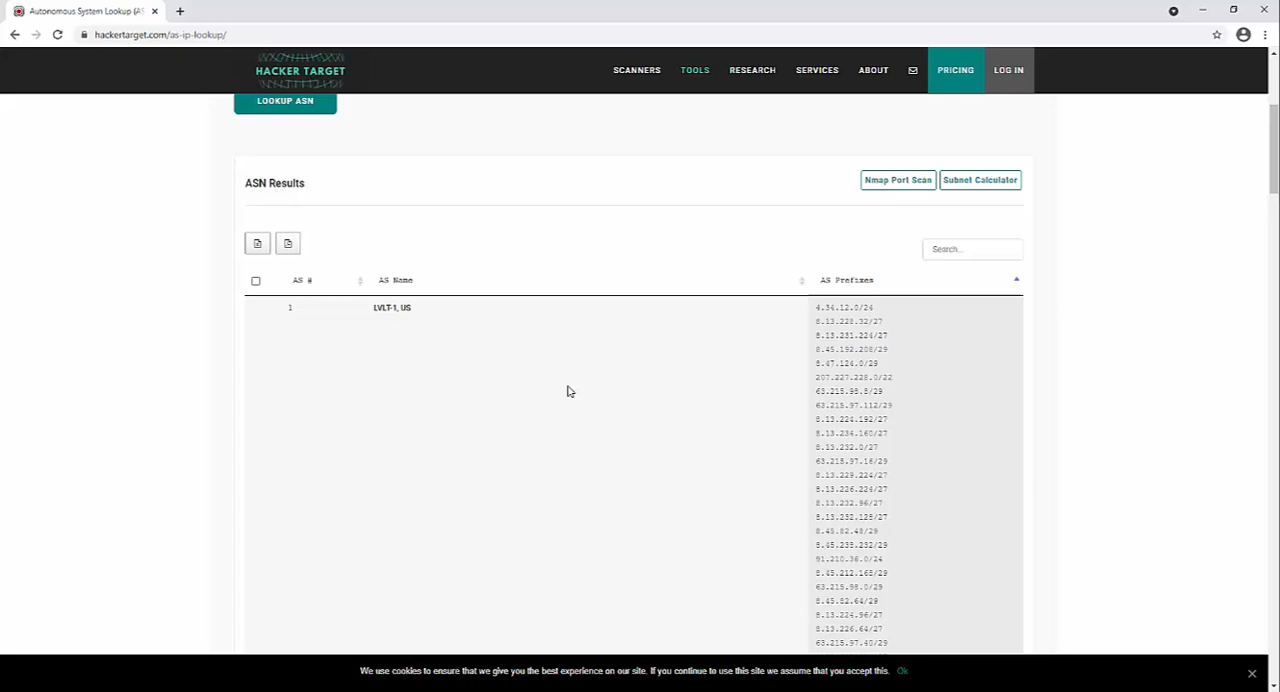 Autonomous System Lookup (AS
hackertarget.com/as-ip-lookup/
HACKER TARGET
SCANNERS TOOLS RESEARCH SERVICES ABOUT PRICING LOG IN
LOOKUP ASN
ASN Results
Nmap Port Scan Subnet Calculator
Search...
AS # AS Name AS Prefixes
1 LVLT-1, US 4.34.12.0/24
8.13.228.32/27
8.13.231.224/27
8.45.192.208/29
8.47.124.0/29
207.227.228.0/22
63.215.98.8/29
63.215.97.112/29
8.13.224.192/27
8.13.234.160/27
8.13.232.0/27
63.215.97.16/29
8.13.229.224/27
8.13.226.224/27
8.13.232.96/27
8.13.232.128/27
8.45.82.48/29
8.45.235.232/29
91.210.36.0/24
8.45.212.168/29
63.215.98.0/29
8.45.82.64/29
8.13.224.96/27
8.13.226.64/27
63.215.97.40/29
We use cookies to ensure that we give you the best experience on our site. If you continue to use this site we assume that you accept this. Ok